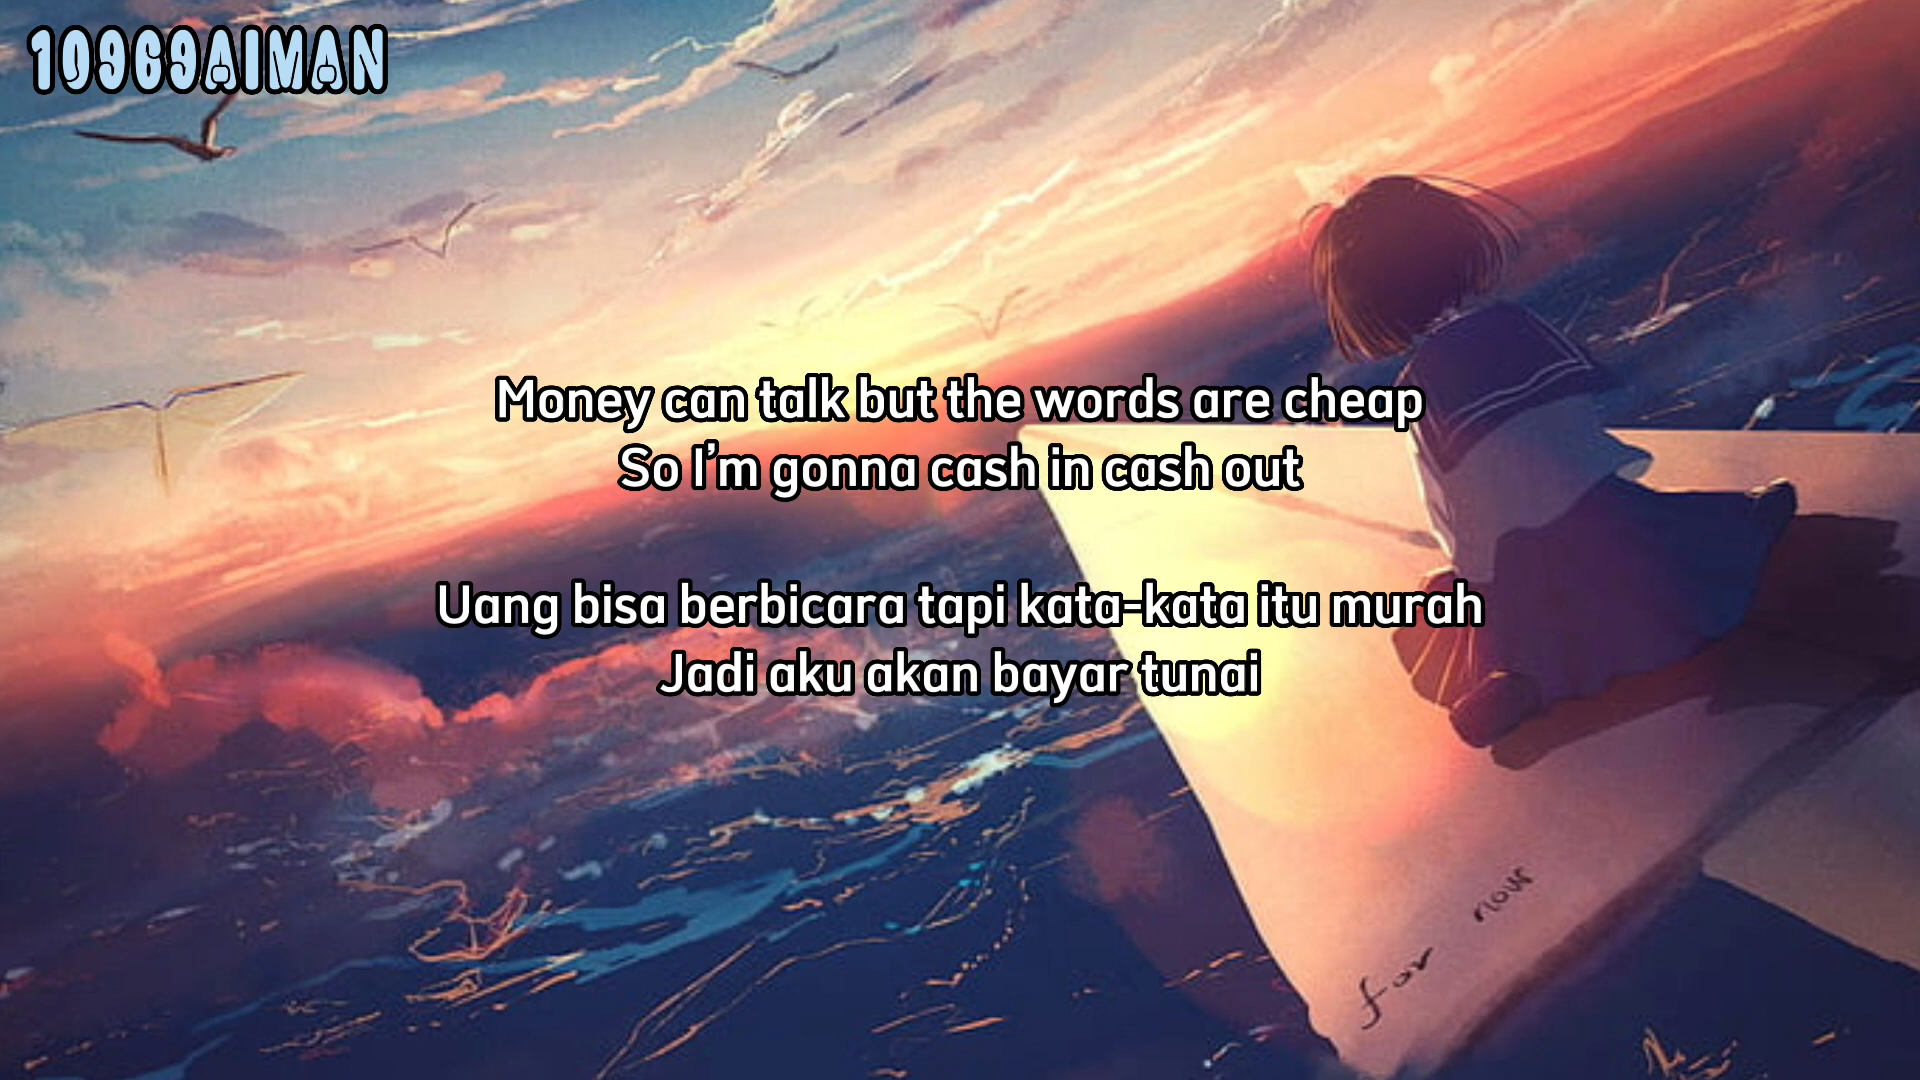 10969AIMAN
Money can talk but the words are cheap
So I'm gonna cash in cash out
Uang bisa berbicara tapi kata-kata itu murah
Jadi aku akan bayar tunai
for now